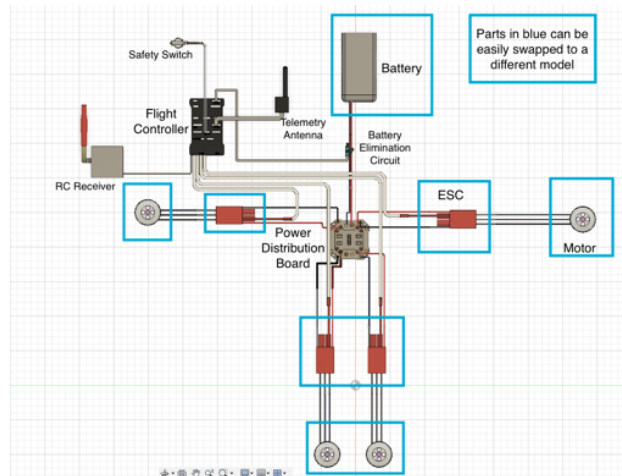 Safety Switch
Parts in blue can be
easily swapped to a
different model
Battery
Flight
Controller
Telemetry
Antenna
Battery
Elimination
Circuit
RC Receiver
ESC
Power
Distribution
Board
Motor